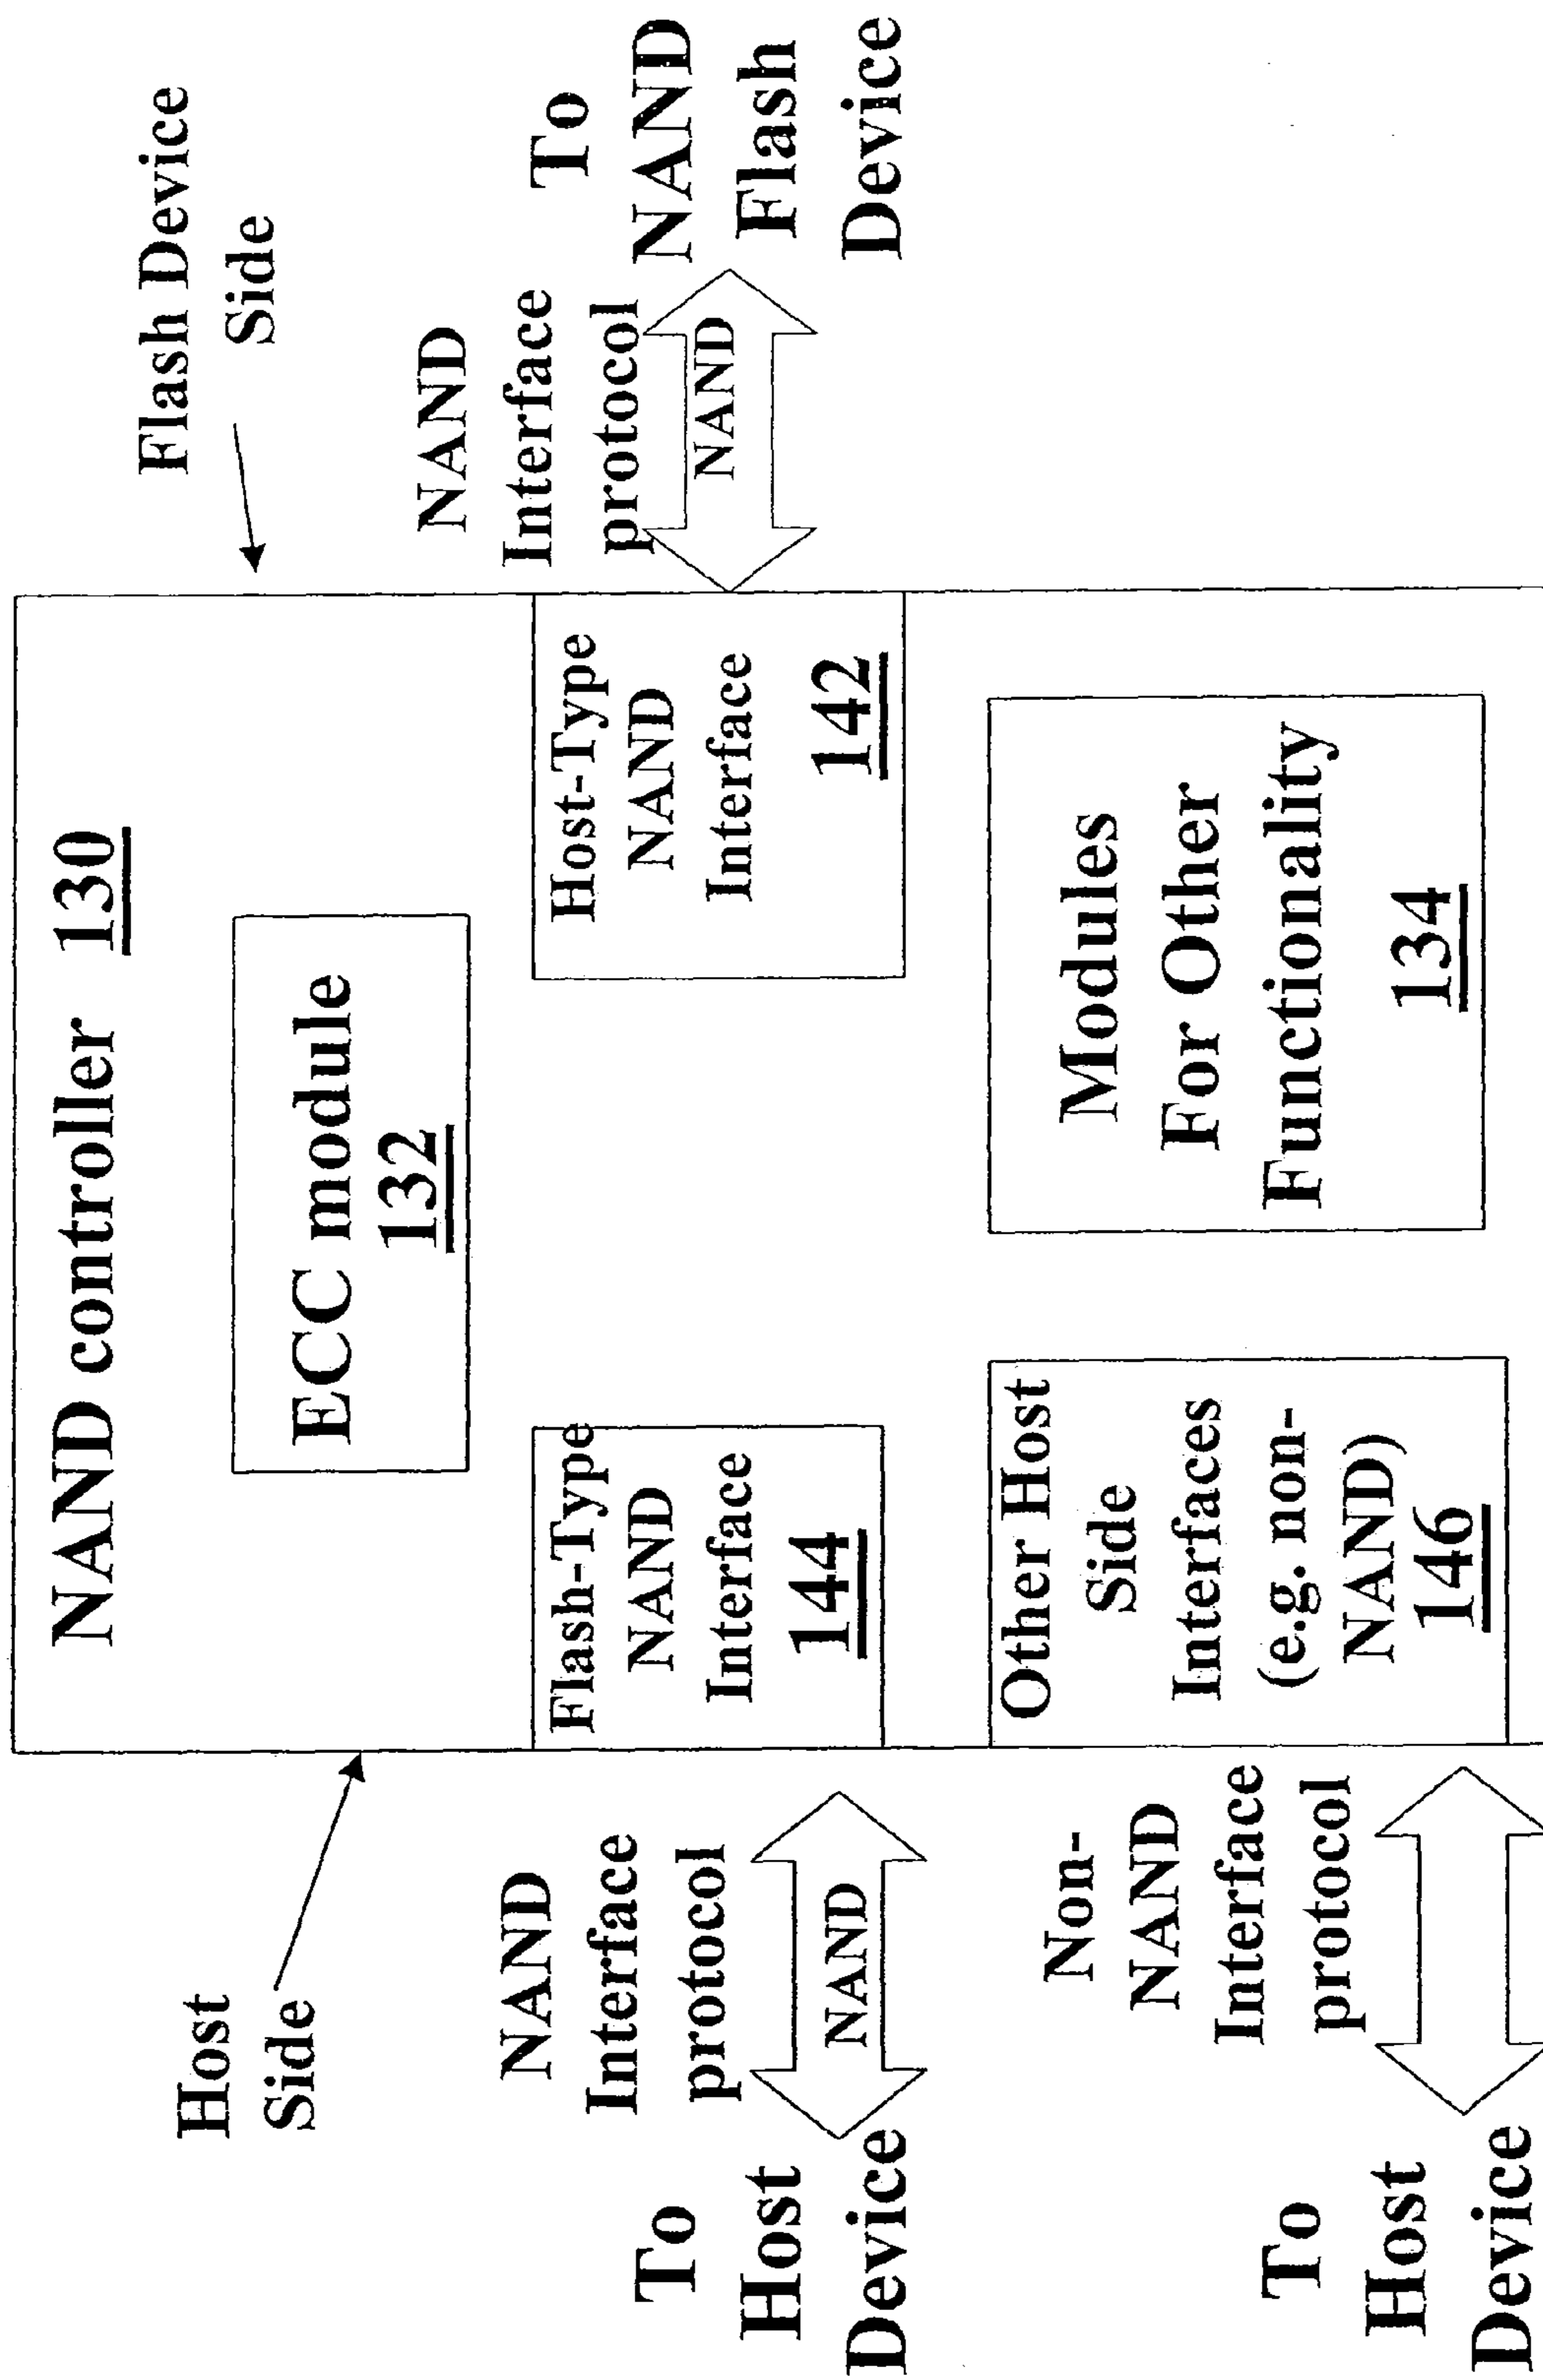 NAND controller 130
Flash Device
Side
Host
Side
ECC module
132
NAND
Interface
protocol
NAND
To
Host
Device
Flash-Type
NAND
Interface
144
Host-Type
NAND
Interface
142
NAND
Interface
protocol
NAND
To
NAND
Flash
Device
Non-
NAND
Interface
protocol
To
Host
Device
Other Host
Side
Interfaces
(e.g. non-
NAND)
146
Modules
For Other
Functionality
134